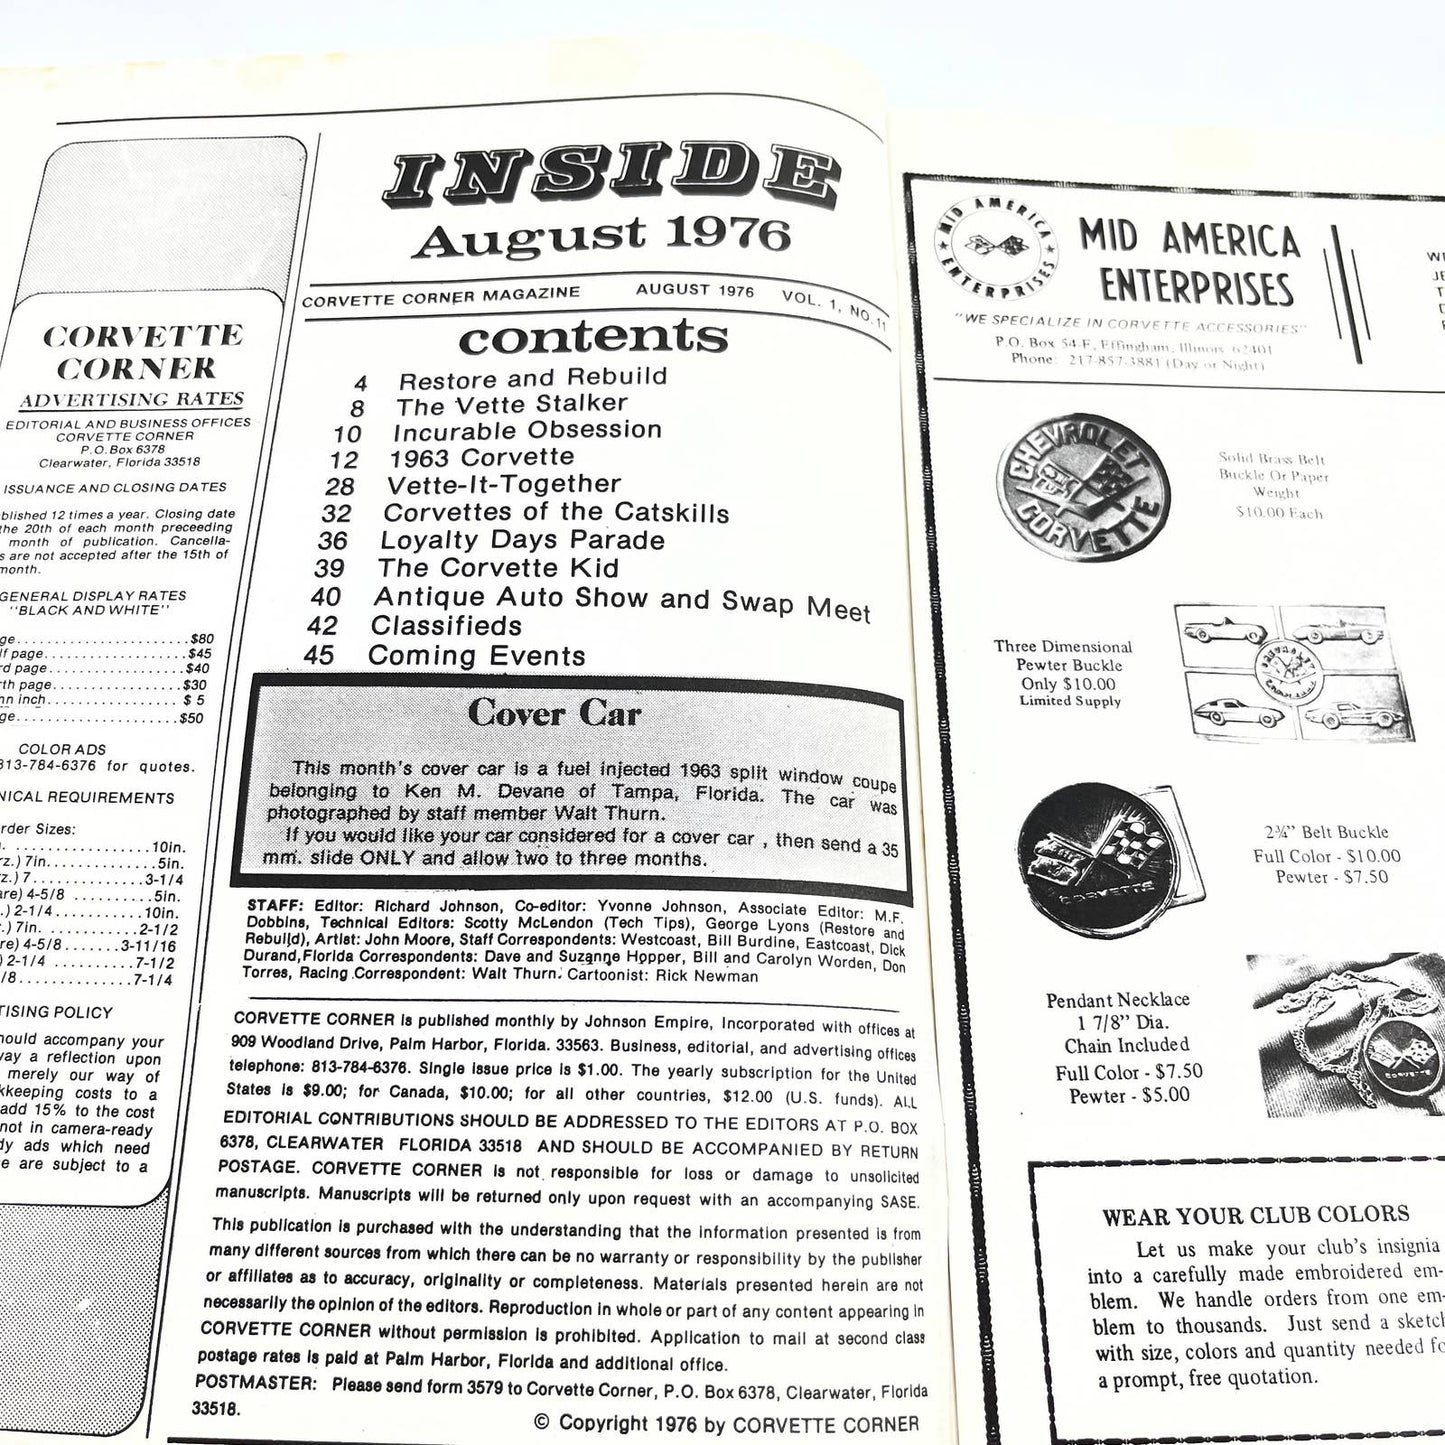 CORVETTE
CORNER
ADVERTISING RATES
EDITORIAL AND BUSINESS OFFICES
CORVETTE CORNER
P.O. Box 6378
Clearwater, Florida 33518
ISSUANCE AND CLOSING DATES
12 times a year. Closing date
the 20th of each month preceeding
month of publication. Cancella-
are not accepted after the 15th of
month.
GENERAL DISPLAY RATES
"BLACK AND WHITE"
$80
page $45
page $40
page $30
inch $ 5
$50
COLOR ADS
813-784-6376 for quotes.
REQUIREMENTS
Sizes:
10in.
7in. 5in.
7 3-1/4
4-5/8 5in.
2-1/4 10in.
7in. 2-1/2
4-5/8 3-11/16
2-1/4 7-1/2
7-1/4
POLICY
should accompany your
a reflection upon
merely our way of
costs to a
add 15% to the cost
not in camera-ready
ads which need
are subject to a
INSIDE
August 1976
CORVETTE CORNER MAGAZINE AUGUST 1976 VOL. 1, NO. 11
contents
4 Restore and Rebuild
8 The Vette Stalker
10 Incurable Obsession
12 1963 Corvette
28 Vette-It-Together
32 Corvettes of the Catskills
36 Loyalty Days Parade
39 The Corvette Kid
40 Antique Auto Show and Swap Meet
42 Classifieds
45 Coming Events
Cover Car
This month's cover car is a fuel injected 1963 split window coupe
belonging to Ken M. Devane of Tampa, Florida. The car was
photographed by staff member Walt Thurn.
If you would like your car considered for a cover car , then send a 35
mm. slide ONLY and allow two to three months.
STAFF: Editor: Richard Johnson, Co-editor: Yvonne Johnson, Associate Editor: M.F.
Dobbins, Technical Editors: Scotty McLendon (Tech Tips), George Lyons (Restore and
Rebuild), Artist: John Moore, Staff Correspondents: Westcoast, Bill Burdine, Eastcoast, Dick
Durand, Florida Correspondents: Dave and Suzanne Hopper, Bill and Carolyn Worden, Don
Torres, Racing Correspondent: Walt Thurn. Cartoonist: Rick Newman
CORVETTE CORNER is published monthly by Johnson Empire, Incorporated with offices at
909 Woodland Drive, Palm Harbor, Florida. 33563. Business, editorial, and advertising offices
telephone: 813-784-6376. Single issue price is $1.00. The yearly subscription for the United
States is $9.00; for Canada, $10.00; for all other countries, $12.00 (U.S. funds). ALL
EDITORIAL CONTRIBUTIONS SHOULD BE ADDRESSED TO THE EDITORS AT P.O. BOX
6378, CLEARWATER FLORIDA 33518 AND SHOULD BE ACCOMPANIED BY RETURN
POSTAGE. CORVETTE CORNER is not responsible for loss or damage to unsolicited
manuscripts. Manuscripts will be returned only upon request with an accompanying SASE.
This publication is purchased with the understanding that the information presented is from
many different sources from which there can be no warranty or responsibility by the publisher
or affiliates as to accuracy, originality or completeness. Materials presented herein are not
necessarily the opinion of the editors. Reproduction in whole or part of any content appearing in
CORVETTE CORNER without permission is prohibited. Application to mail at second class
postage rates is paid at Palm Harbor, Florida and additional office.
POSTMASTER: Please send form 3579 to Corvette Corner, P.O. Box 6378, Clearwater, Florida
33518.
© Copyright 1976 by CORVETTE CORNER
MID AMERICA ENTERPRISES
MID AMERICA
ENTERPRISES
"WE SPECIALIZE IN CORVETTE ACCESSORIES"
P.O. Box 54-F, Effingham, Illinois 62401
Phone: 217-857-3881 (Day or Night)
CHEVROLET
CORVETTE
Solid Brass Belt
Buckle Or Paper
Weight
$10.00 Each
Three Dimensional
Pewter Buckle
Only $10.00
Limited Supply
CHEVROLET
CORVETTE
2¾" Belt Buckle
Full Color - $10.00
Pewter - $7.50
CORVETTE
Pendant Necklace
1 7/8" Dia.
Chain Included
Full Color - $7.50
Pewter - $5.00
CORVETTE
WEAR YOUR CLUB COLORS
Let us make your club's insignia
into a carefully made embroidered em-
blem. We handle orders from one em-
blem to thousands. Just send a sketch
with size, colors and quantity needed
a prompt, free quotation.